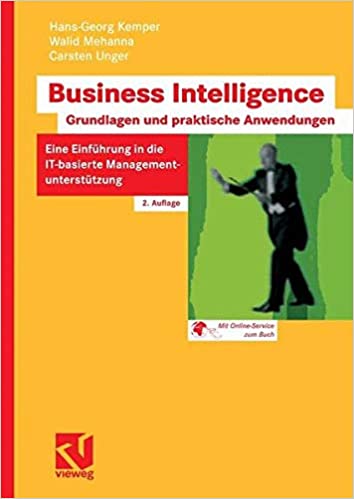 Hans-Georg Kemper
Walid Mehanna
Carsten Unger
Business Intelligence
Grundlagen und praktische Anwendungen
Eine Einführung in die
IT-basierte Management-
unterstützung
2. Auflage
Mit Online-Service
zum Buch
vieweg